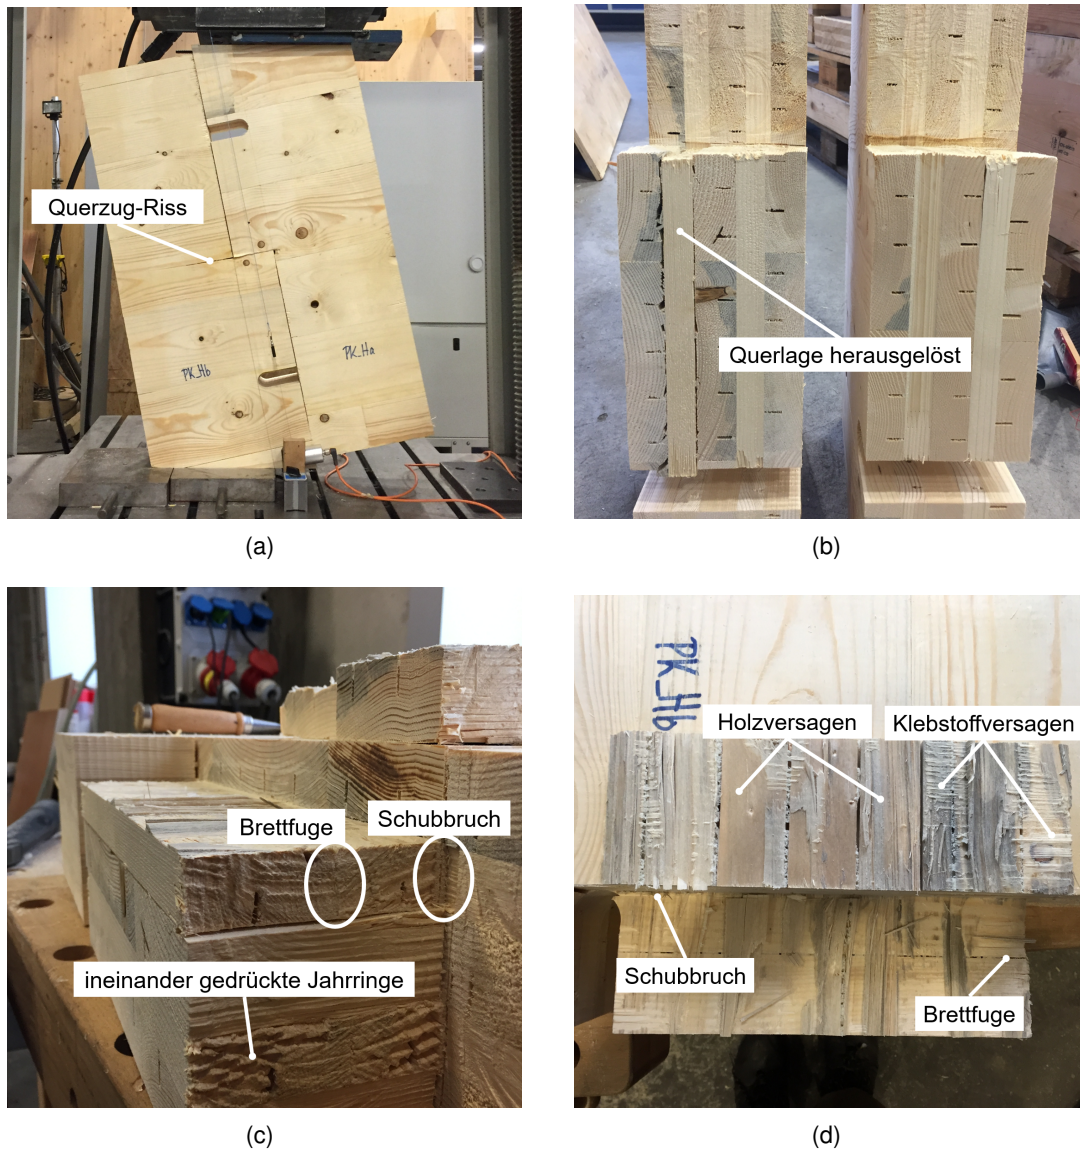 Querzug-Riss
PK_Hb
PK_Ha
(a)
Querlage herausgelöst
(b)
Brettfuge
Schubbruch
ineinander gedrückte Jahrringe
(c)
PK_Hb
Holzversagen
Klebstoffversagen
Schubbruch
Brettfuge
(d)